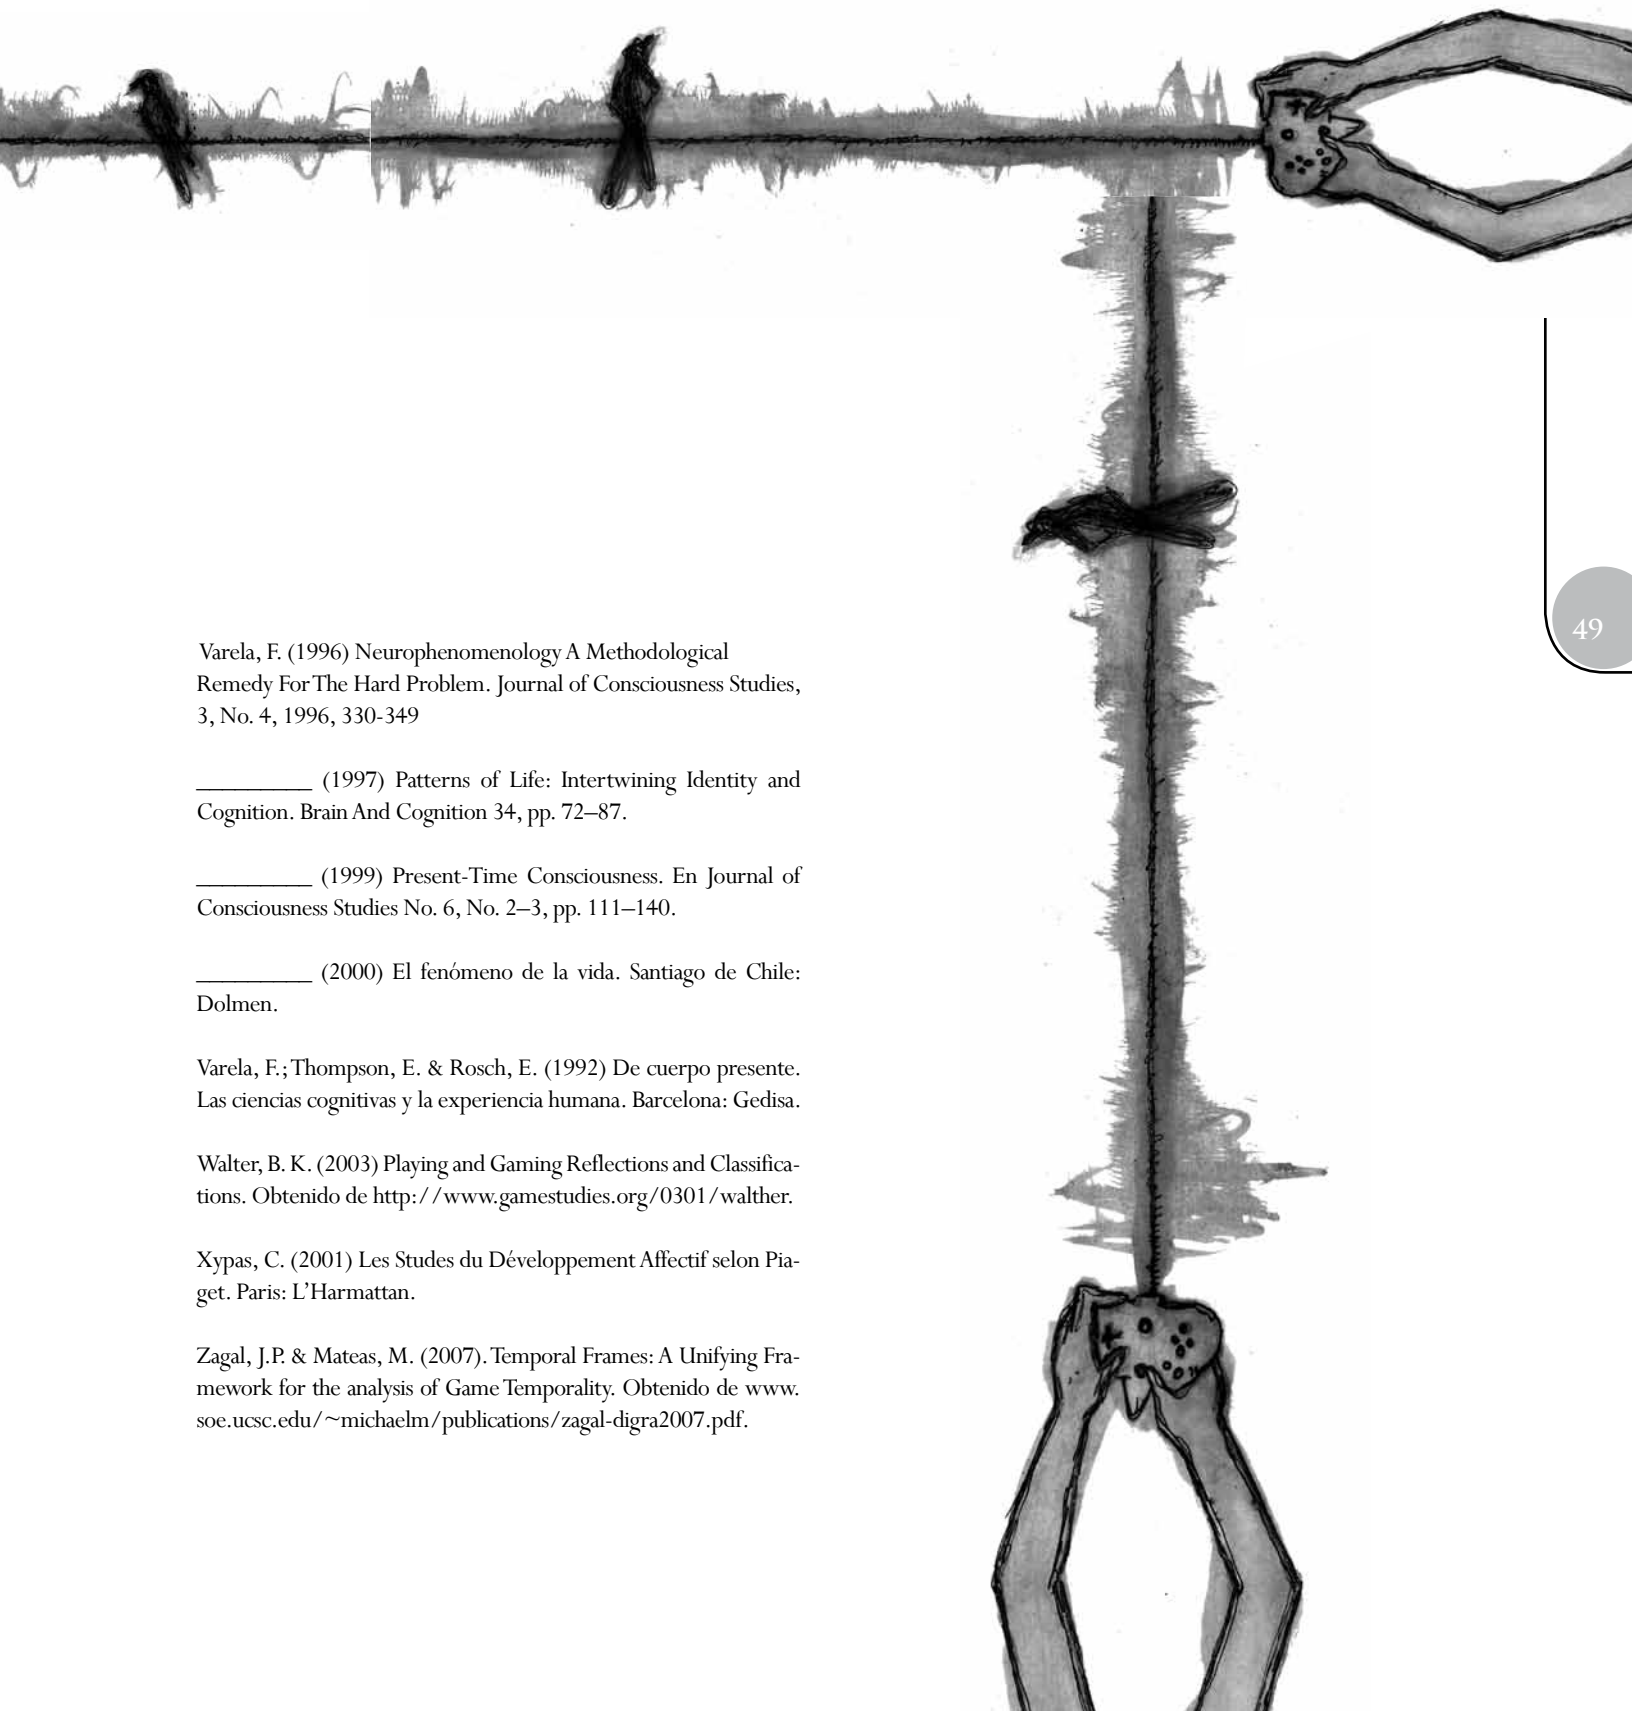 Varela, F. (1996) Neurophenomenology A Methodological
Remedy For The Hard Problem. Journal of Consciousness Studies,
3, No. 4, 1996, 330-349
_________ (1997) Patterns of Life: Intertwining Identity and
Cognition. Brain And Cognition 34, pp. 72–87.
_________ (1999) Present-Time Consciousness. En Journal of
Consciousness Studies No. 6, No. 2–3, pp. 111–140.
_________ (2000) El fenómeno de la vida. Santiago de Chile:
Dolmen.
Varela, F.; Thompson, E. & Rosch, E. (1992) De cuerpo presente.
Las ciencias cognitivas y la experiencia humana. Barcelona: Gedisa.
Walter, B. K. (2003) Playing and Gaming Reflections and Classifica-
tions. Obtenido de http://www.gamestudies.org/0301/walther.
Xypas, C. (2001) Les Studes du Développement Affectif selon Pia-
get. Paris: L’Harmattan.
Zagal, J.P. & Mateas, M. (2007). Temporal Frames: A Unifying Fra-
mework for the analysis of Game Temporality. Obtenido de www.
soe.ucsc.edu/~michaelm/publications/zagal-digra2007.pdf.
49